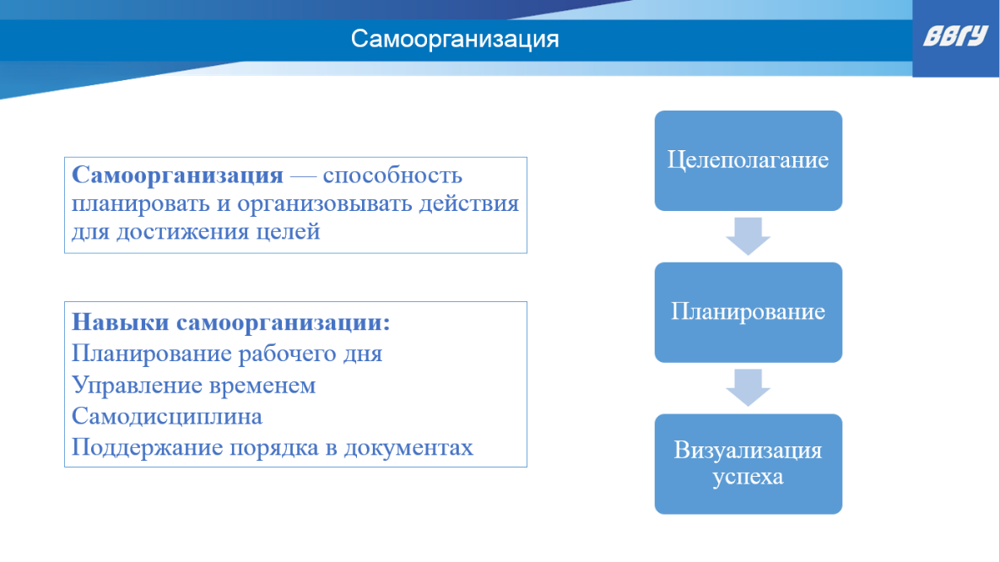 Самоорганизация
ВВГУ
Самоорганизация — способность
планировать и организовывать действия
для достижения целей
Навыки самоорганизации:
Планирование рабочего дня
Управление временем
Самодисциплина
Поддержание порядка в документах
Целеполагание
Планирование
Визуализация
успеха